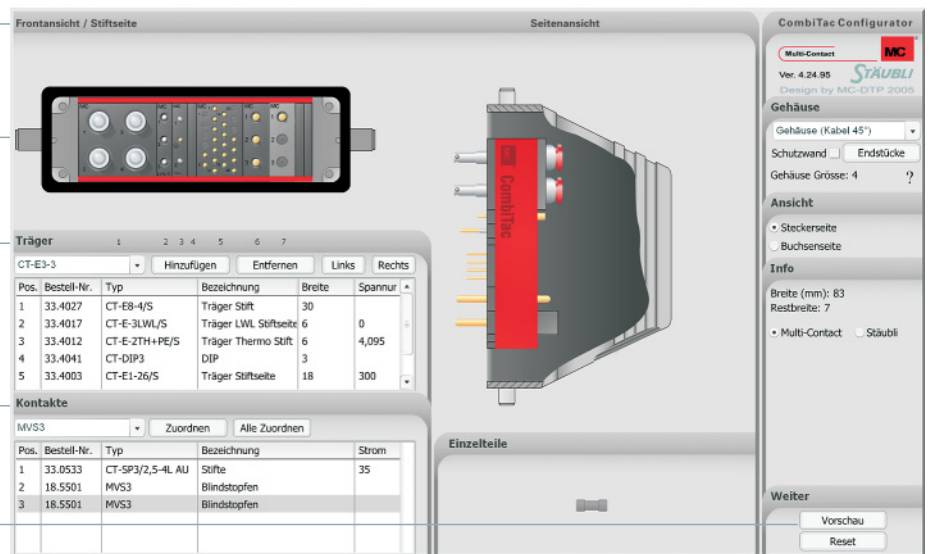 Frontansicht / Stiftseite
Seitenansicht
Träger
1 2 3 4 5 6 7
CT-E3-3 Hinzufügen Entfernen Links Rechts
Pos. Bestell-Nr. Typ Bezeichnung Breite Spannur
1 33.4027 CT-E8-4/S Träger Stift 30
2 33.4017 CT-E-3LWL/S Träger LWL Stiftseite 6 0
3 33.4012 CT-E-2TH+PE/S Träger Thermo Stift 6 4,095
4 33.4041 CT-DIP3 DIP 3
5 33.4003 CT-E1-26/S Träger Stiftseite 18 300
Kontakte
MVS3 Zuordnen Alle Zuordnen
Pos. Bestell-Nr. Typ Bezeichnung Strom
1 33.0533 CT-SP3/2,5-4L AU Stifte 35
2 18.5501 MVS3 Blindstopfen
3 18.5501 MVS3 Blindstopfen
MC CombiTac
Einzelteile
CombiTac Configurator
Multi-Contact MC
Ver. 4.24.95 STÄUBLI
Design by MC-DTP 2005
Gehäuse
Gehäuse (Kabel 45°)
Schutzwand Endstücke
Gehäuse Grösse: 4 ?
Ansicht
Steckerseite
Buchsenseite
Info
Breite (mm): 83
Restbreite: 7
Multi-Contact Stäubli
Weiter
Vorschau
Reset